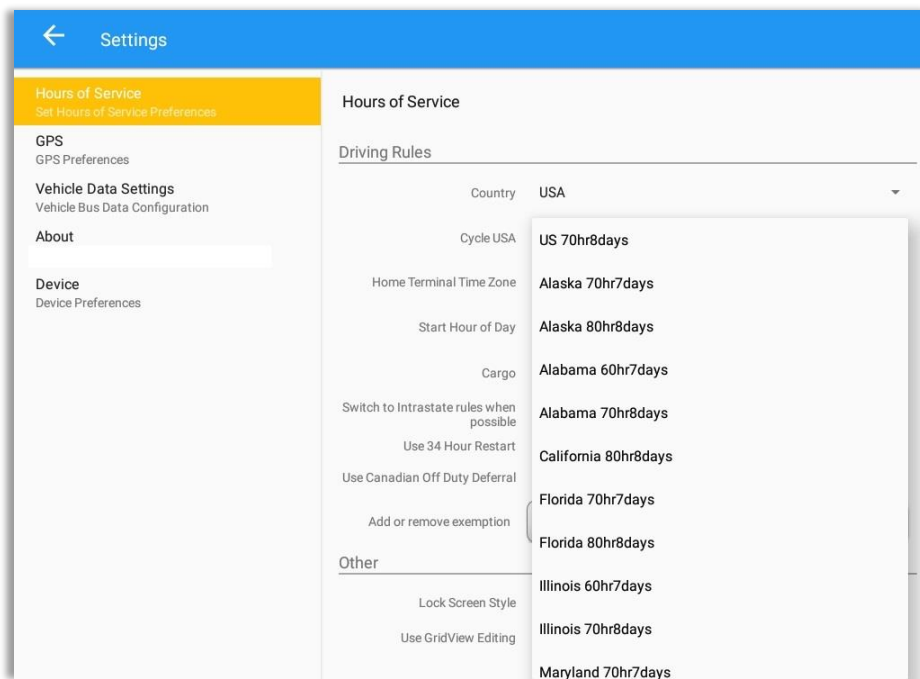 Settings
Hours of Service
Set Hours of Service Preferences
GPS
GPS Preferences
Vehicle Data Settings
Vehicle Bus Data Configuration
About
Device
Device Preferences
Hours of Service
Driving Rules
Country USA
Cycle USA
Home Terminal Time Zone
Start Hour of Day
Cargo
Switch to Intrastate rules when
possible
Use 34 Hour Restart
Use Canadian Off Duty Deferral
Add or remove exemption
Other
Lock Screen Style
Use GridView Editing
US 70hr8days
Alaska 70hr7days
Alaska 80hr8days
Alabama 60hr7days
Alabama 70hr8days
California 80hr8days
Florida 70hr7days
Florida 80hr8days
Illinois 60hr7days
Illinois 70hr8days
Maryland 70hr7days